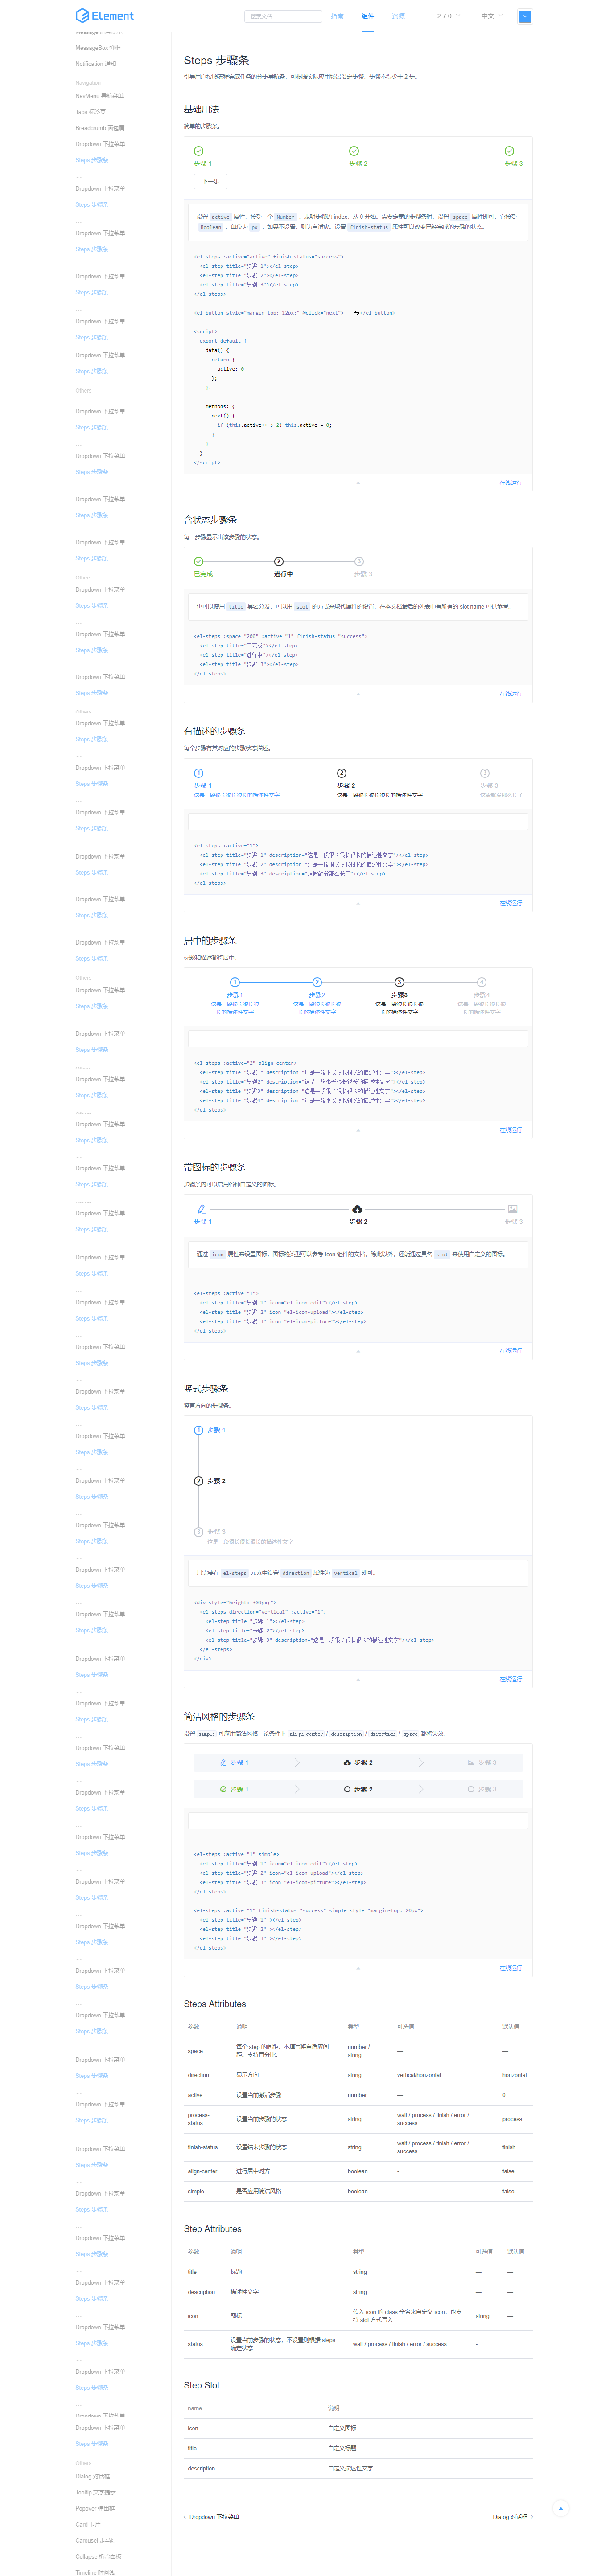 Element
搜索文档
指南
组件
资源
2.7.0
中文
MessageBox 弹框
Notification 通知
Navigation
NavMenu 导航菜单
Tabs 标签页
Breadcrumb 面包屑
Dropdown 下拉菜单
Steps 步骤条
Others
Dialog 对话框
Tooltip 文字提示
Popover 弹出框
Card 卡片
Carousel 走马灯
Collapse 折叠面板
Timeline 时间线
Steps 步骤条
引导用户按照流程完成任务的分步导航条，可根据实际应用场景设定步骤，步骤不得少于 2 步。
基础用法
简单的步骤条。
步骤 1
步骤 2
步骤 3
下一步
设置 active 属性，接受一个 Number ，表明步骤的 index，从 0 开始。需要定宽的步骤条时，设置 space 属性即可，它接受
Boolean ，单位为 px ，如果不设置，则为自适应。设置 finish-status 属性可以改变已经完成的步骤的状态。
<el-steps :active="active" finish-status="success">
<el-step title="步骤 1"></el-step>
<el-step title="步骤 2"></el-step>
<el-step title="步骤 3"></el-step>
</el-steps>
<el-button style="margin-top: 12px;" @click="next">下一步</el-button>
<script>
export default {
data() {
return {
active: 0
};
},
methods: {
next() {
if (this.active++ > 2) this.active = 0;
}
}
}
</script>
在线运行
含状态步骤条
每一步骤显示出该步骤的状态。
已完成
进行中
步骤 3
也可以使用 title 具名分发，可以用 slot 的方式来取代属性的设置，在本文档最后的列表中有所有的 slot name 可供参考。
<el-steps :space="200" :active="1" finish-status="success">
<el-step title="已完成"></el-step>
<el-step title="进行中"></el-step>
<el-step title="步骤 3"></el-step>
</el-steps>
在线运行
有描述的步骤条
每个步骤有其对应的步骤状态描述。
步骤 1
这是一段很长很长很长的描述性文字
步骤 2
这是一段很长很长很长的描述性文字
步骤 3
这段就没那么长了
<el-steps :active="1">
<el-step title="步骤 1" description="这是一段很长很长很长的描述性文字"></el-step>
<el-step title="步骤 2" description="这是一段很长很长很长的描述性文字"></el-step>
<el-step title="步骤 3" description="这段就没那么长了"></el-step>
</el-steps>
在线运行
居中的步骤条
标题和描述都将居中。
步骤1
这是一段很长很长很长的描述性文字
步骤2
这是一段很长很长很长的描述性文字
步骤3
这是一段很长很长很长的描述性文字
步骤4
这是一段很长很长很长的描述性文字
<el-steps :active="2" align-center>
<el-step title="步骤1" description="这是一段很长很长很长的描述性文字"></el-step>
<el-step title="步骤2" description="这是一段很长很长很长的描述性文字"></el-step>
<el-step title="步骤3" description="这是一段很长很长很长的描述性文字"></el-step>
<el-step title="步骤4" description="这是一段很长很长很长的描述性文字"></el-step>
</el-steps>
在线运行
带图标的步骤条
步骤条内可以启用各种自定义的图标。
步骤 1
步骤 2
步骤 3
通过 icon 属性来设置图标，图标的类型可以参考 Icon 组件的文档，除此以外，还能通过具名 slot 来使用自定义的图标。
<el-steps :active="1">
<el-step title="步骤 1" icon="el-icon-edit"></el-step>
<el-step title="步骤 2" icon="el-icon-upload"></el-step>
<el-step title="步骤 3" icon="el-icon-picture"></el-step>
</el-steps>
在线运行
竖式步骤条
竖直方向的步骤条。
步骤 1
步骤 2
步骤 3
这是一段很长很长很长的描述性文字
只需要在 el-steps 元素中设置 direction 属性为 vertical 即可。
<div style="height: 300px;">
<el-steps direction="vertical" :active="1">
<el-step title="步骤 1"></el-step>
<el-step title="步骤 2"></el-step>
<el-step title="步骤 3" description="这是一段很长很长很长的描述性文字"></el-step>
</el-steps>
</div>
在线运行
简洁风格的步骤条
设置 simple 可应用简洁风格，该条件下 align-center / description / direction / space 都将失效。
步骤 1
步骤 2
步骤 3
步骤 1
步骤 2
步骤 3
<el-steps :active="1" simple>
<el-step title="步骤 1" icon="el-icon-edit"></el-step>
<el-step title="步骤 2" icon="el-icon-upload"></el-step>
<el-step title="步骤 3" icon="el-icon-picture"></el-step>
</el-steps>
<el-steps :active="1" finish-status="success" simple style="margin-top: 20px">
<el-step title="步骤 1" ></el-step>
<el-step title="步骤 2" ></el-step>
<el-step title="步骤 3" ></el-step>
</el-steps>
在线运行
Steps Attributes
参数 说明 类型 可选值 默认值
space 每个 step 的间距，不填写将自适应间距。支持百分比。 number / string — —
direction 显示方向 string vertical/horizontal horizontal
active 设置当前激活步骤 number — 0
process-status 设置当前步骤的状态 string wait / process / finish / error / success process
finish-status 设置结束步骤的状态 string wait / process / finish / error / success finish
align-center 进行居中对齐 boolean - false
simple 是否应用简洁风格 boolean - false
Step Attributes
参数 说明 类型 可选值 默认值
title 标题 string — —
description 描述性文字 string — —
icon 图标 传入 icon 的 class 全名来自定义 icon，也支持 slot 方式写入 string —
status 设置当前步骤的状态，不设置则根据 steps 确定状态 wait / process / finish / error / success -
Step Slot
name 说明
icon 自定义图标
title 自定义标题
description 自定义描述性文字
Dropdown 下拉菜单
Dialog 对话框